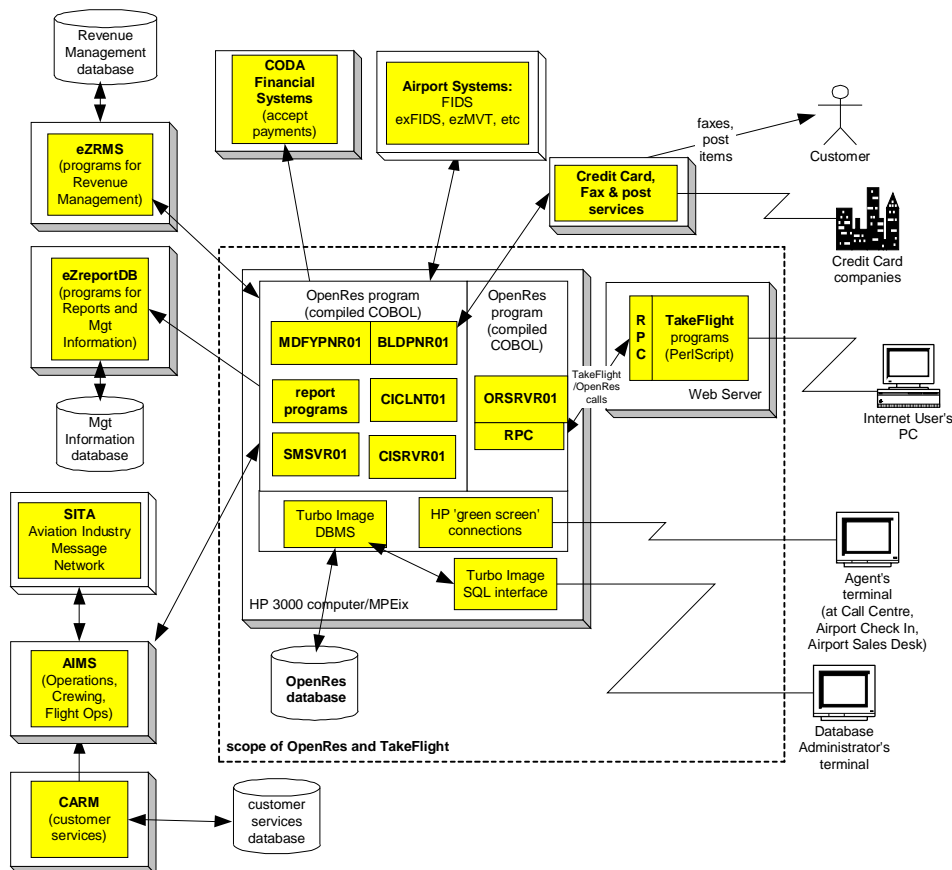 Revenue
Management
database
CODA
Financial
Systems
(accept
payments)
Airport Systems:
FIDS
exFIDS, ezMVT, etc
faxes,
post
items
Customer
eZRMS
(programs for
Revenue
Management)
Credit Card,
Fax & post
services
Credit Card
companies
eZreportDB
(programs for
Reports and
Mgt
Information)
Mgt
Information
database
OpenRes program
(compiled COBOL)
MDFYPNR01
BLDPNR01
report
programs
CICLNT01
SMSVR01
CISRVR01
OpenRes
program
(compiled
COBOL)
ORSRVR01
RPC
TakeFlight
/OpenRes
calls
R
P
C
TakeFlight
programs
(PerlScript)
Web Server
Internet User's
PC
SITA
Aviation Industry
Message
Network
Turbo Image
DBMS
HP 'green screen'
connections
Turbo Image
SQL interface
HP 3000 computer/MPEix
Agent's
terminal
(at Call Centre,
Airport Check In,
Airport Sales Desk)
AIMS
(Operations,
Crewing,
Flight Ops)
OpenRes
database
scope of OpenRes and TakeFlight
Database
Administrator's
terminal
CARM
(customer
services)
customer
services
database